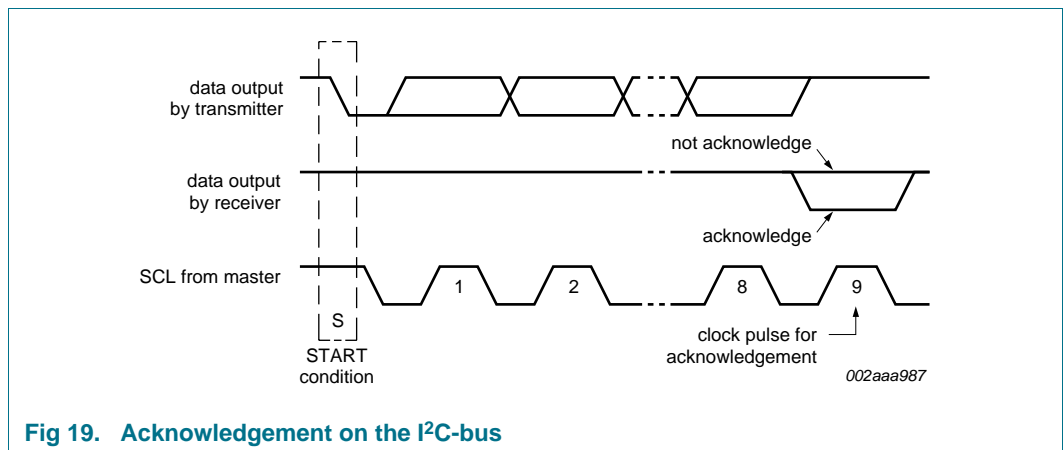 data output
by transmitter
not acknowledge
data output
by receiver
acknowledge
SCL from master
1
2
8
9
S
START
condition
clock pulse for
acknowledgement
002aaa987
Fig 19. Acknowledgement on the I²C-bus